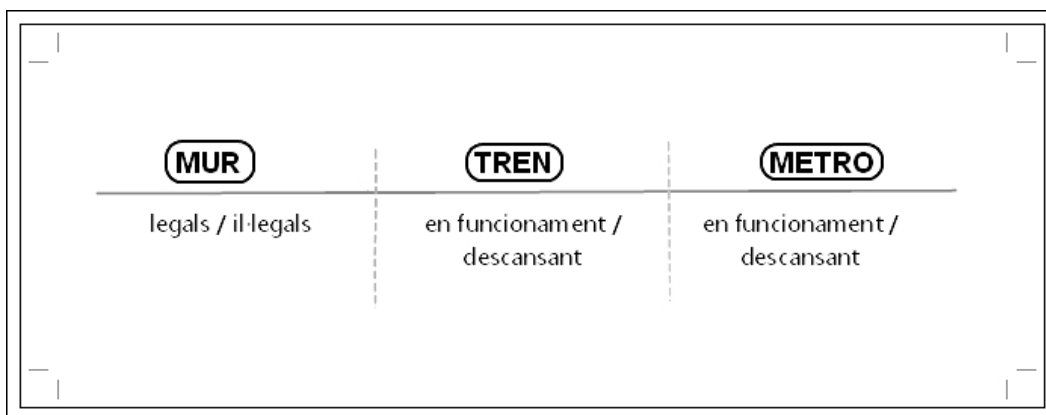 MUR
TREN
METRO
legals / il·legals
en funcionament /
descansant
en funcionament /
descansant